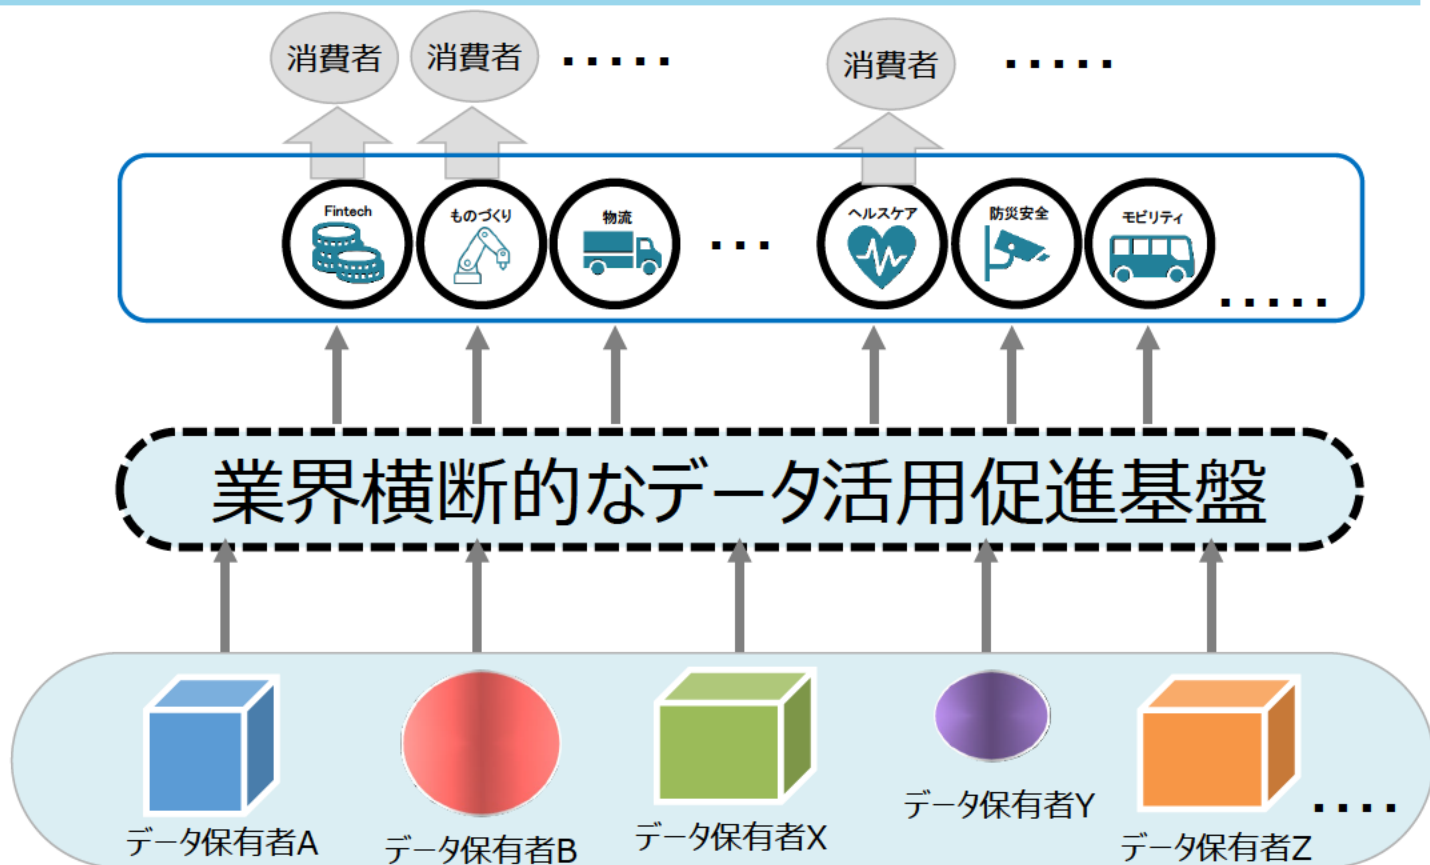 消費者
消費者
・・・・・
消費者
・・・・・
Fintech
ものづくり
物流
・・・
ヘルスケア
防災安全
モビリティ
・・・・・
業界横断的なデータ活用促進基盤
データ保有者A
データ保有者B
データ保有者X
データ保有者Y
データ保有者Z
・・・・